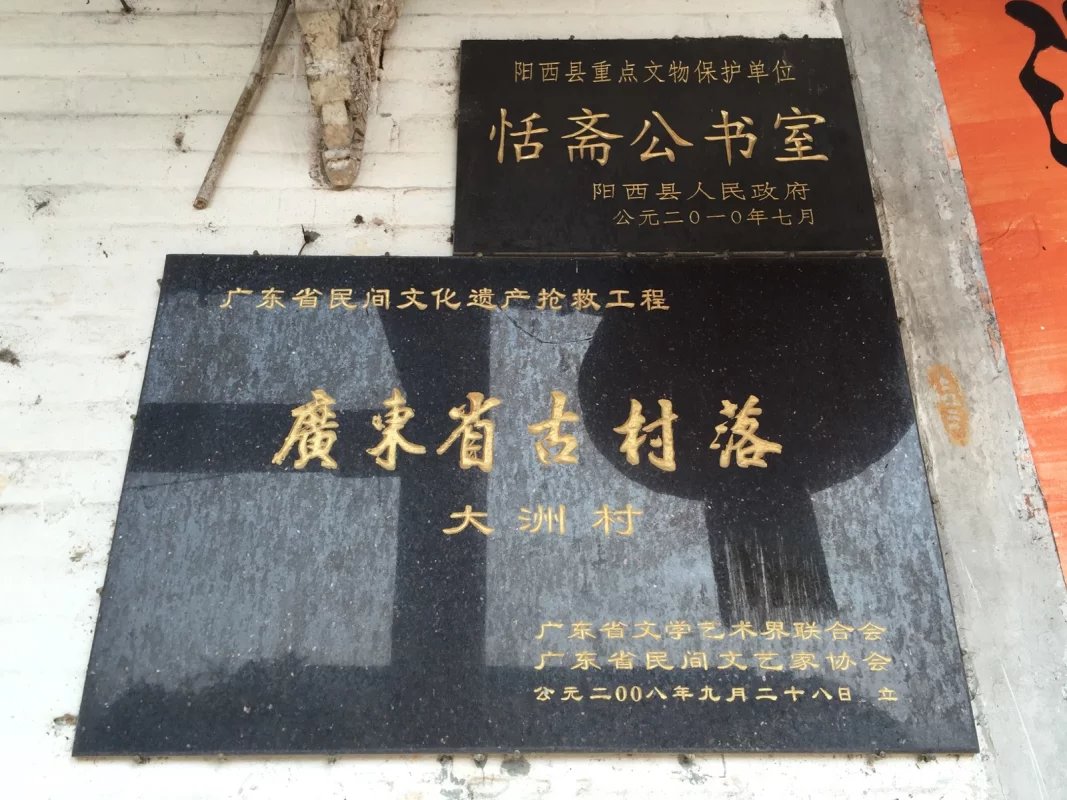 阳西县重点文物保护单位
恬斋公书室
阳西县人民政府
公元二〇一〇年七月
广东省民间文化遗产抢救工程
廣東省古村落
大洲村
广东省文学艺术界联合会
广东省民间文艺家协会
公元二00八年九月二十八日 立